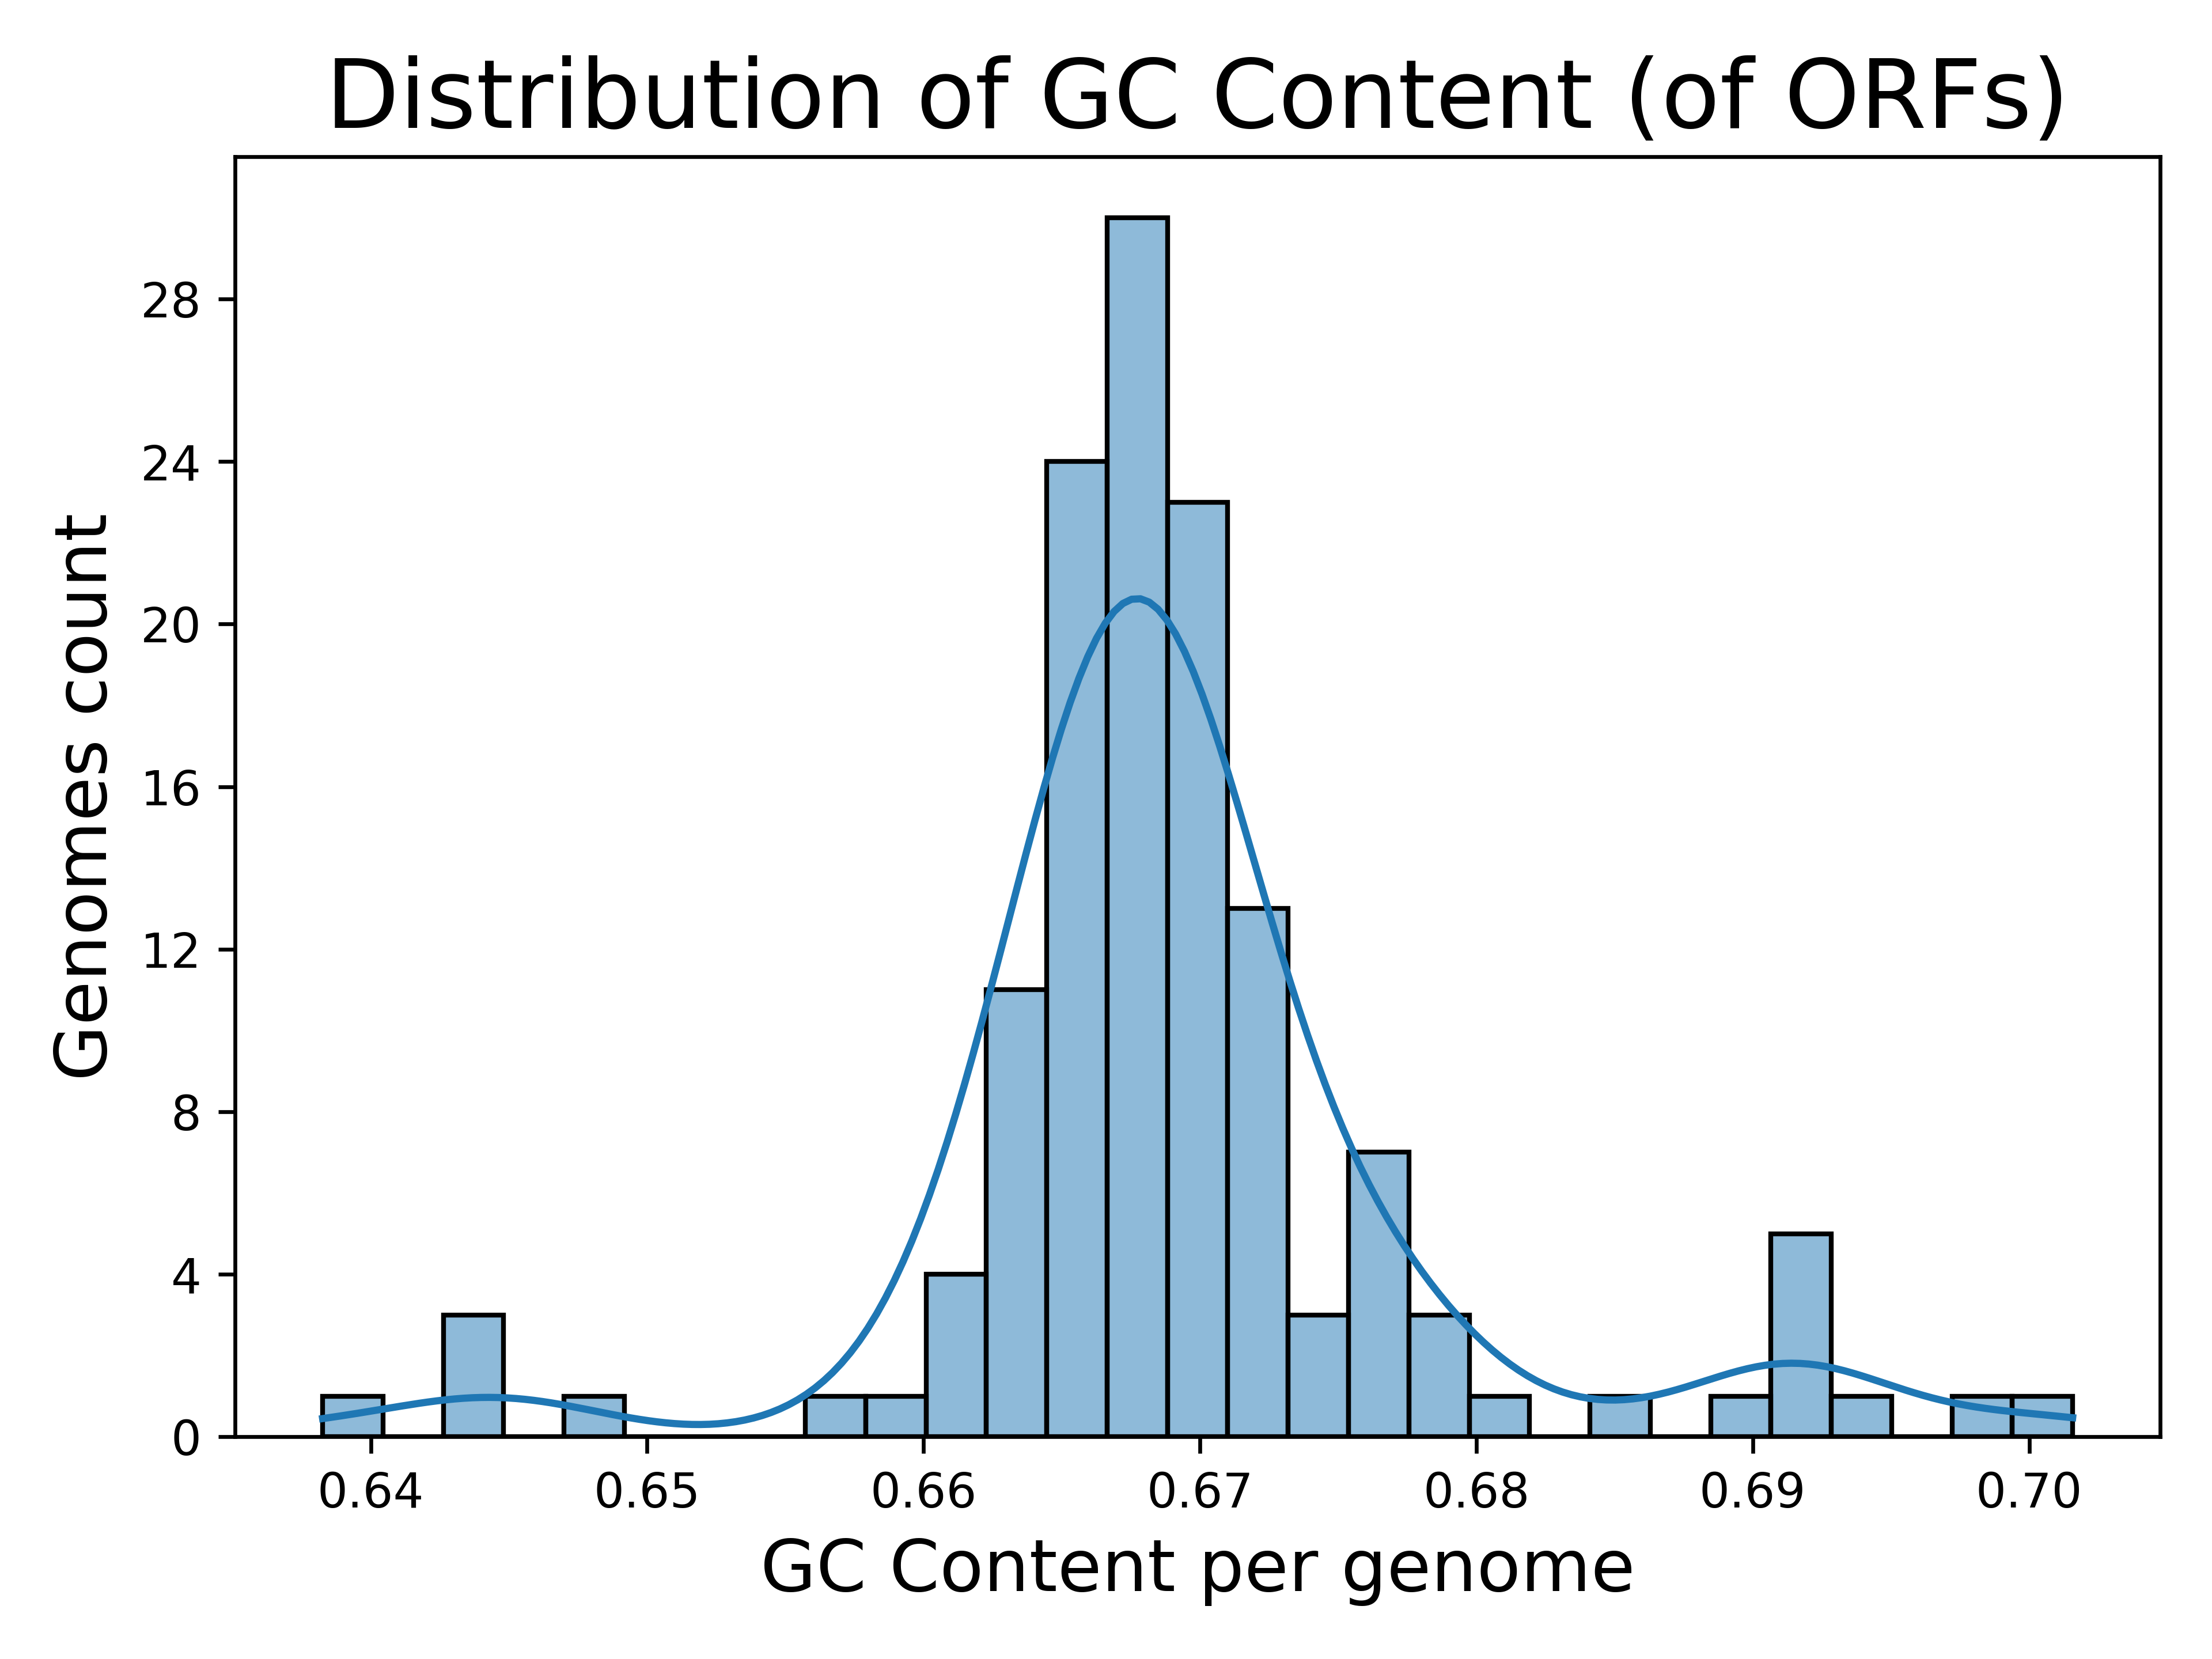 Distribution of GC Content (of ORFs)
28
24
20
16
12
8
4
0
Genomes count
0.64 0.65 0.66 0.67 0.68 0.69 0.70
GC Content per genome